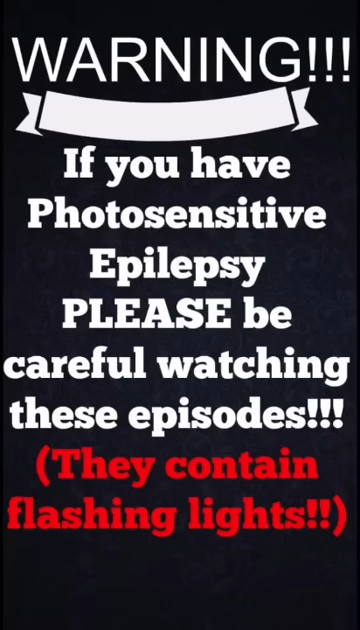 WARNING!!!
If you have
Photosensitive
Epilepsy
PLEASE be
careful watching
these episodes!!!
(They contain
flashing lights!!)